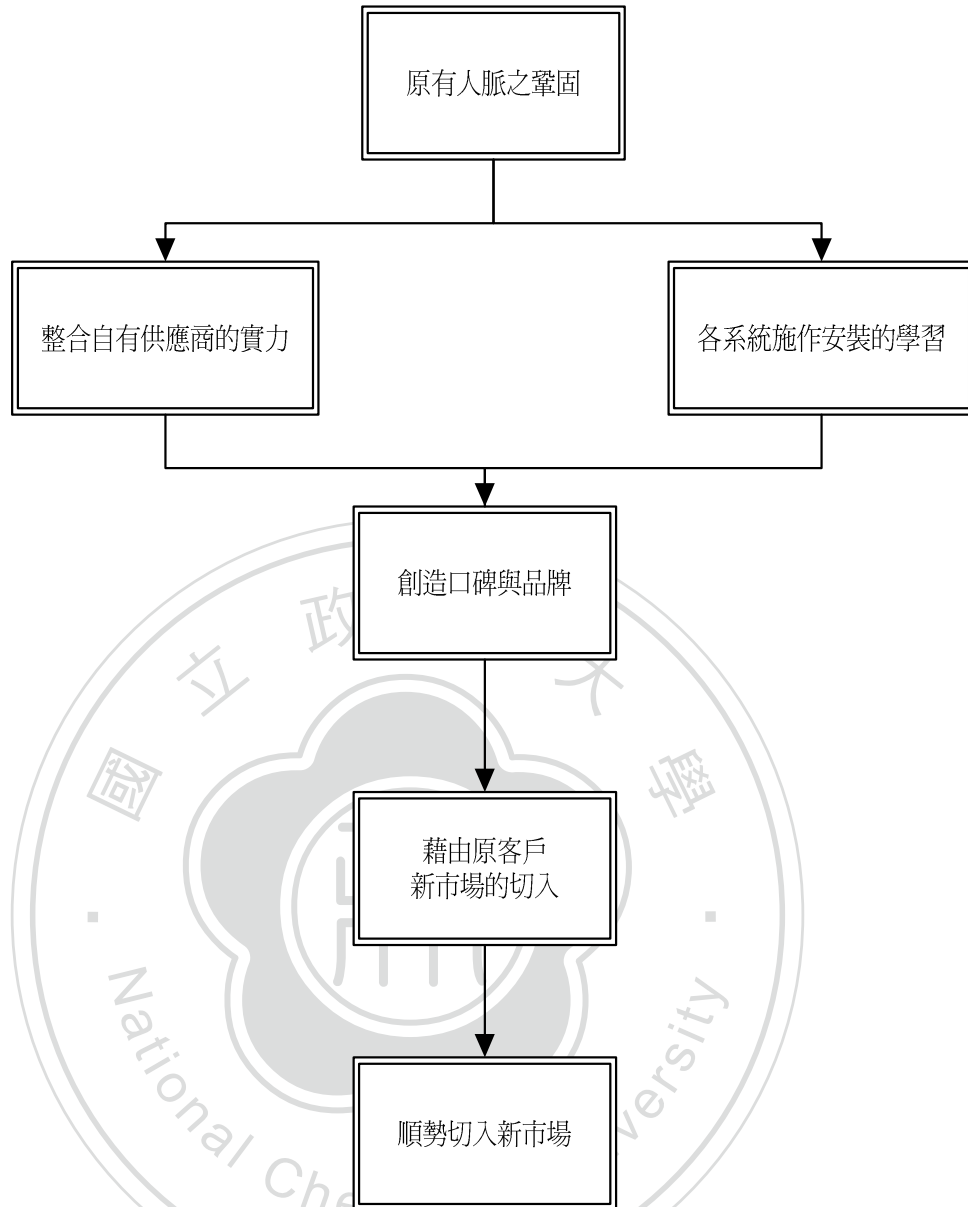 原有人脈之鞏固
整合自有供應商的實力
各系統施作安裝的學習
創造口碑與品牌
藉由原客戶
新市場的切入
順勢切入新市場
國立政 大學
National Che ersity